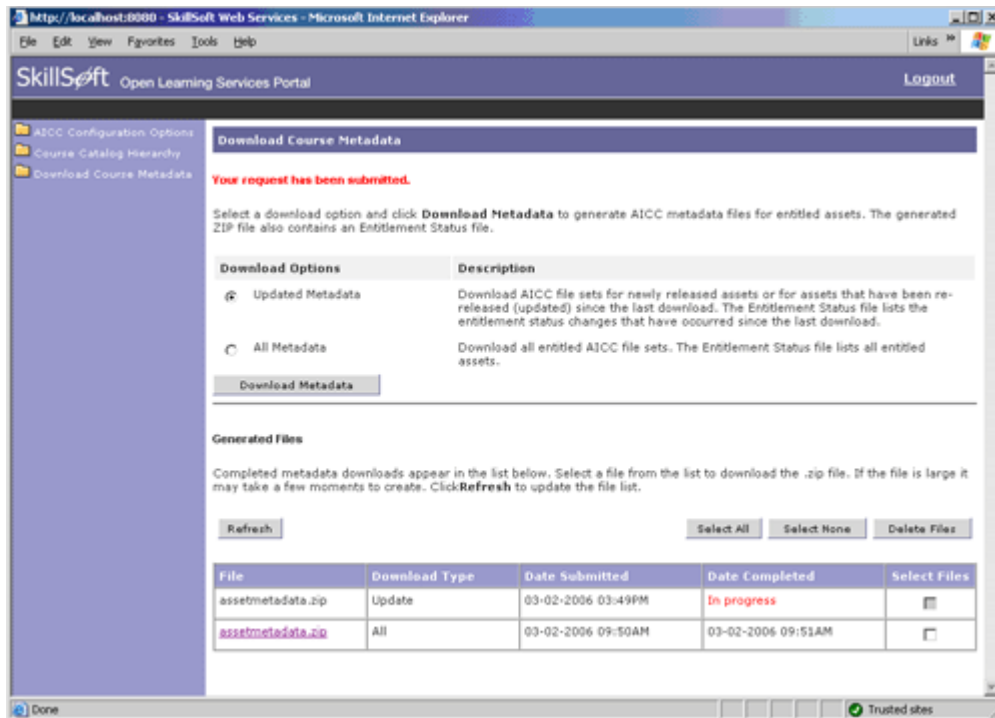 http://localhost:8080 - SkillSoft Web Services - Microsoft Internet Explorer
File Edit View Favorites Tools Help Links »
SkillSoft Open Learning Services Portal Logout
AICC Configuration Options
Course Catalog Hierarchy
Download Course Metadata
Download Course Metadata
Your request has been submitted.
Select a download option and click Download Metadata to generate AICC metadata files for entitled assets. The generated
ZIP file also contains an Entitlement Status file.
Download Options Description
Updated Metadata Download AICC file sets for newly released assets or for assets that have been re-
released (updated) since the last download. The Entitlement Status file lists the
entitlement status changes that have occurred since the last download.
All Metadata Download all entitled AICC file sets. The Entitlement Status file lists all entitled
assets.
Download Metadata
Generated Files
Completed metadata downloads appear in the list below. Select a file from the list to download the .zip file. If the file is large it
may take a few moments to create. ClickRefresh to update the file list.
Refresh Select All Select None Delete Files
File Download Type Date Submitted Date Completed Select Files
assetmetadata.zip Update 03-02-2006 03:49PM In progress
assetmetadata.zip All 03-02-2006 09:50AM 03-02-2006 09:51AM
Done Trusted sites